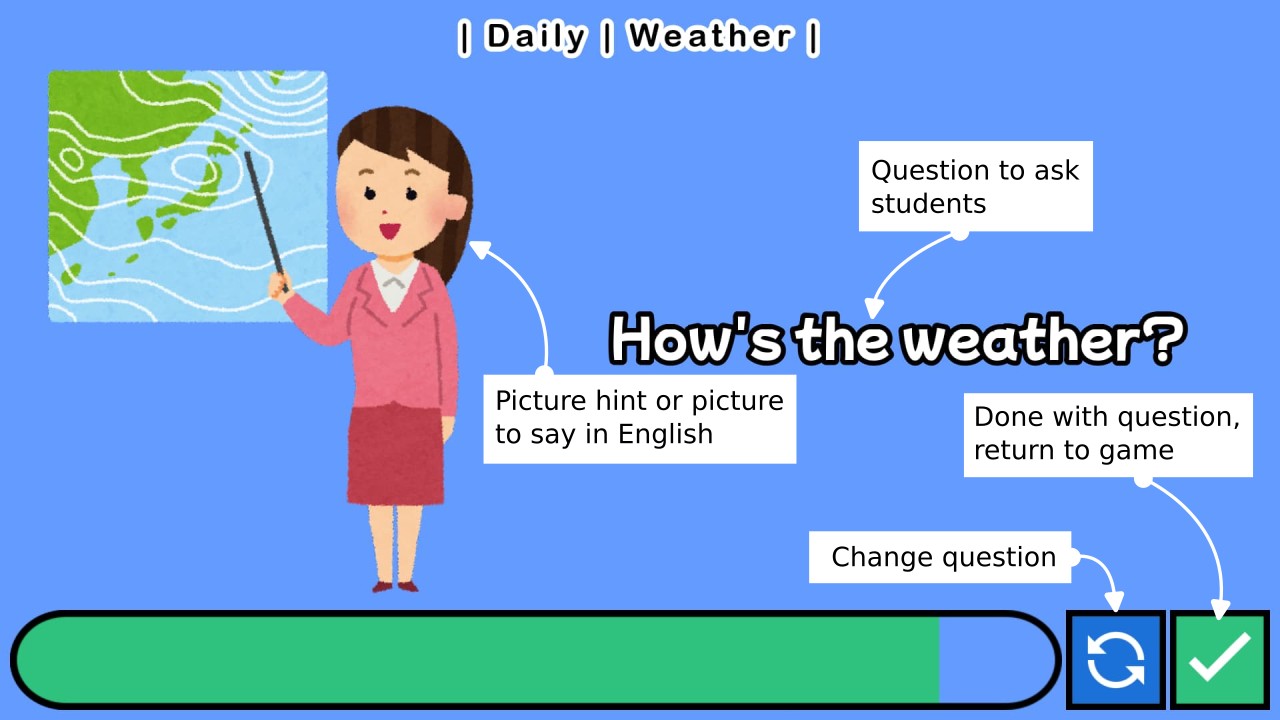 | Daily | Weather |
Question to ask
students
How's the weather?
Picture hint or picture
to say in English
Done with question,
return to game
Change question